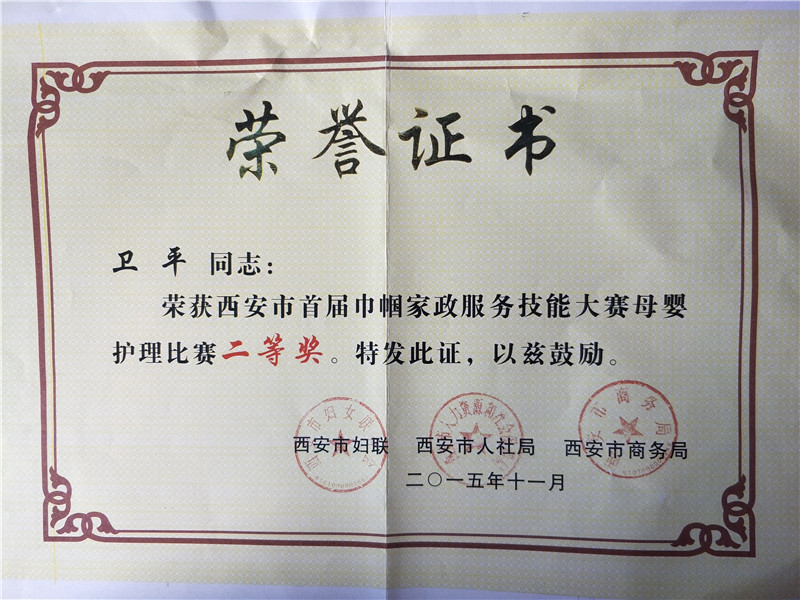 荣誉证书
卫平 同志：
荣获西安市首届巾帼家政服务技能大赛母婴
护理比赛二等奖。特发此证，以兹鼓励。
西安市妇联 西安市人社局 西安市商务局
二〇一五年十一月